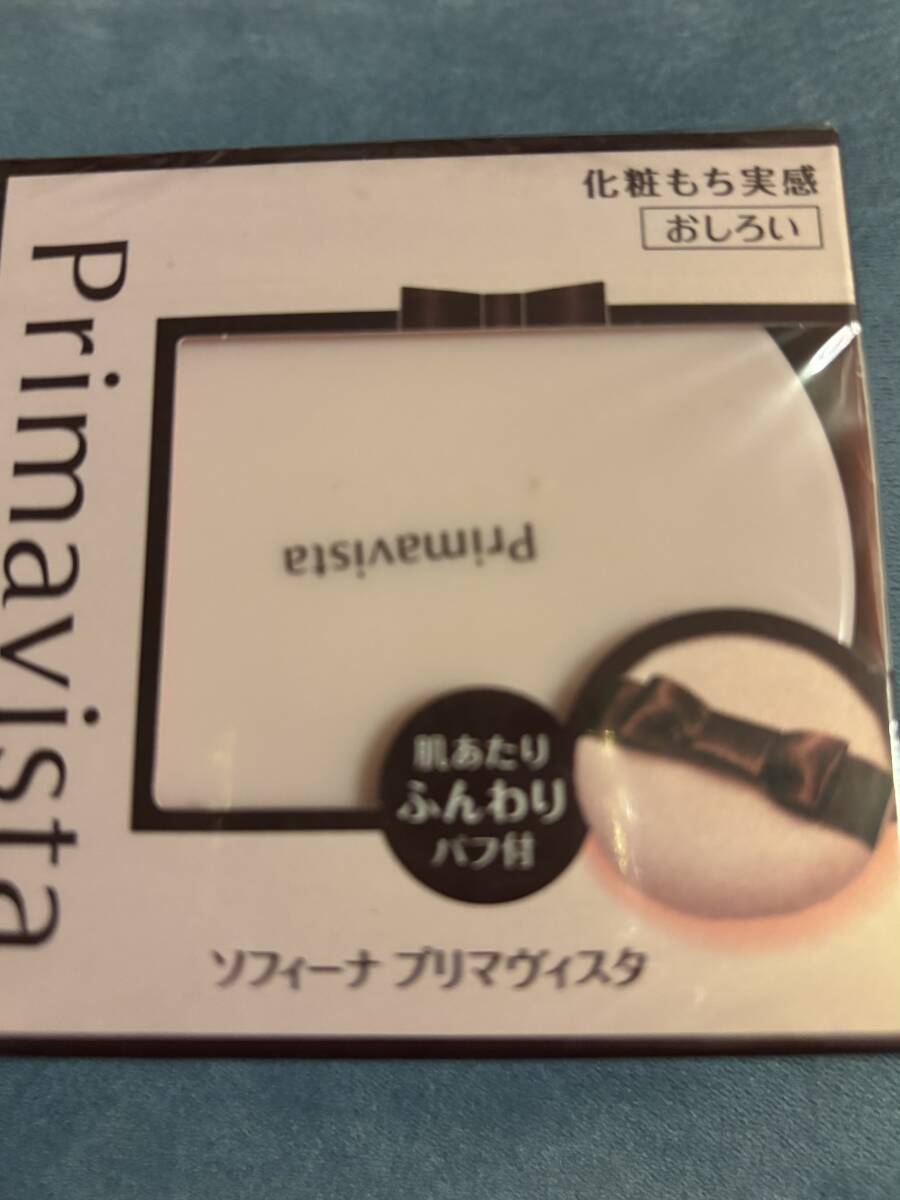 化粧もち実感
おしろい
Primavista
Primavista
肌あたり
ふんわり
パフ付
ソフィーナ プリマヴィスタ